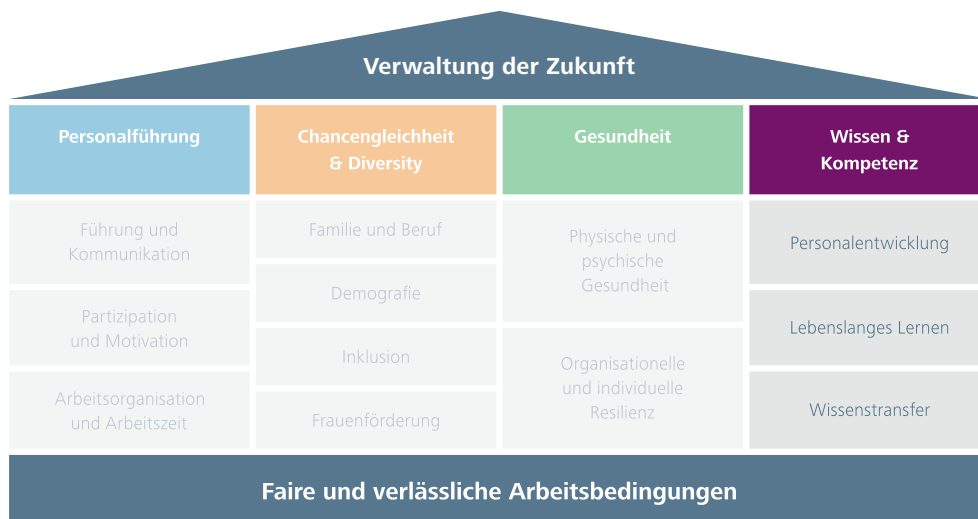 Verwaltung der Zukunft
Personalführung
Chancengleichheit
& Diversity
Gesundheit
Wissen &
Kompetenz
Führung und
Kommunikation
Partizipation
und Motivation
Arbeitsorganisation
und Arbeitszeit
Familie und Beruf
Demografie
Inklusion
Frauenförderung
Physische und
psychische
Gesundheit
Organisationelle
und individuelle
Resilienz
Personalentwicklung
Lebenslanges Lernen
Wissenstransfer
Faire und verlässliche Arbeitsbedingungen